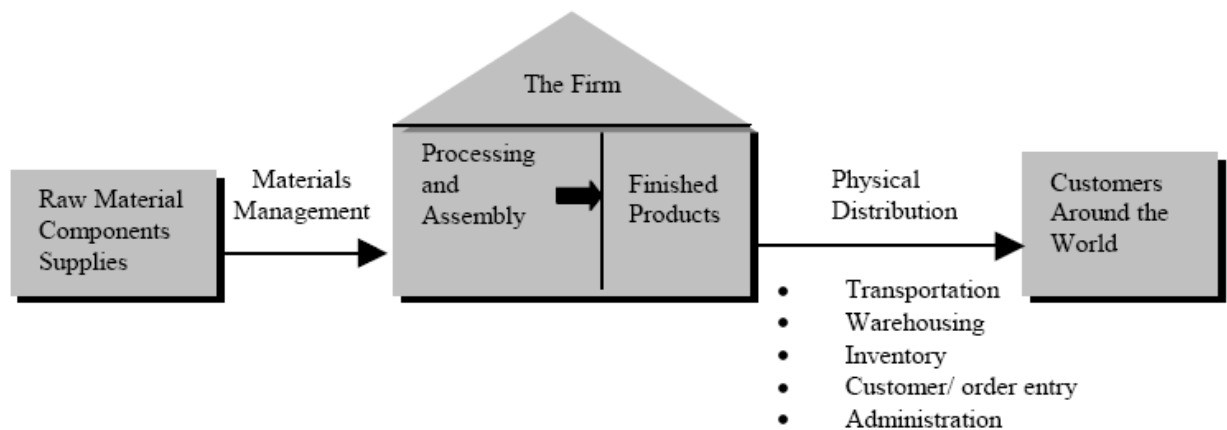 The Firm
Raw Material
Components
Supplies
Materials
Management
Processing
and
Assembly
Finished
Products
Physical
Distribution
Customers
Around the
World
• Transportation
• Warehousing
• Inventory
• Customer/ order entry
• Administration